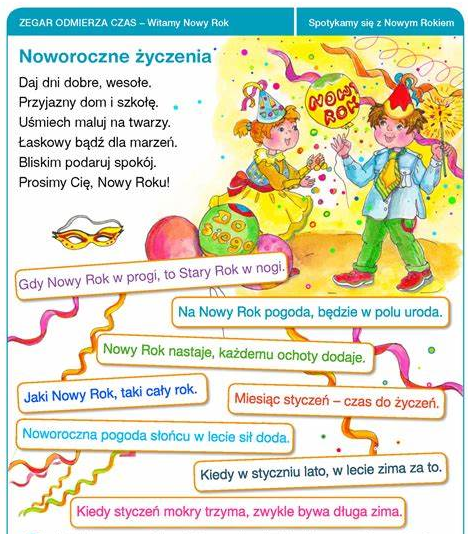 ZEGAR ODMIERZA CZAS – Witamy Nowy Rok
Spotykamy się z Nowym Rokiem
Noworoczne życzenia
Daj dni dobre, wesołe.
Przyjazny dom i szkołę.
Uśmiech maluj na twarzy.
Łaskowy bądź dla marzeń.
Bliskim podaruj spokój.
Prosimy Cię, Nowy Roku!
NOWY
ROK
DO
siego
Gdy Nowy Rok w progi, to Stary Rok w nogi.
Na Nowy Rok pogoda, będzie w polu uroda.
Nowy Rok nastaje, każdemu ochoty dodaje.
Jaki Nowy Rok, taki cały rok.
Miesiąc styczeń – czas do życzeń.
Noworoczna pogoda słońcu w lecie sił doda.
Kiedy w styczniu lato, w lecie zima za to.
Kiedy styczeń mokry trzyma, zwykle bywa długa zima.